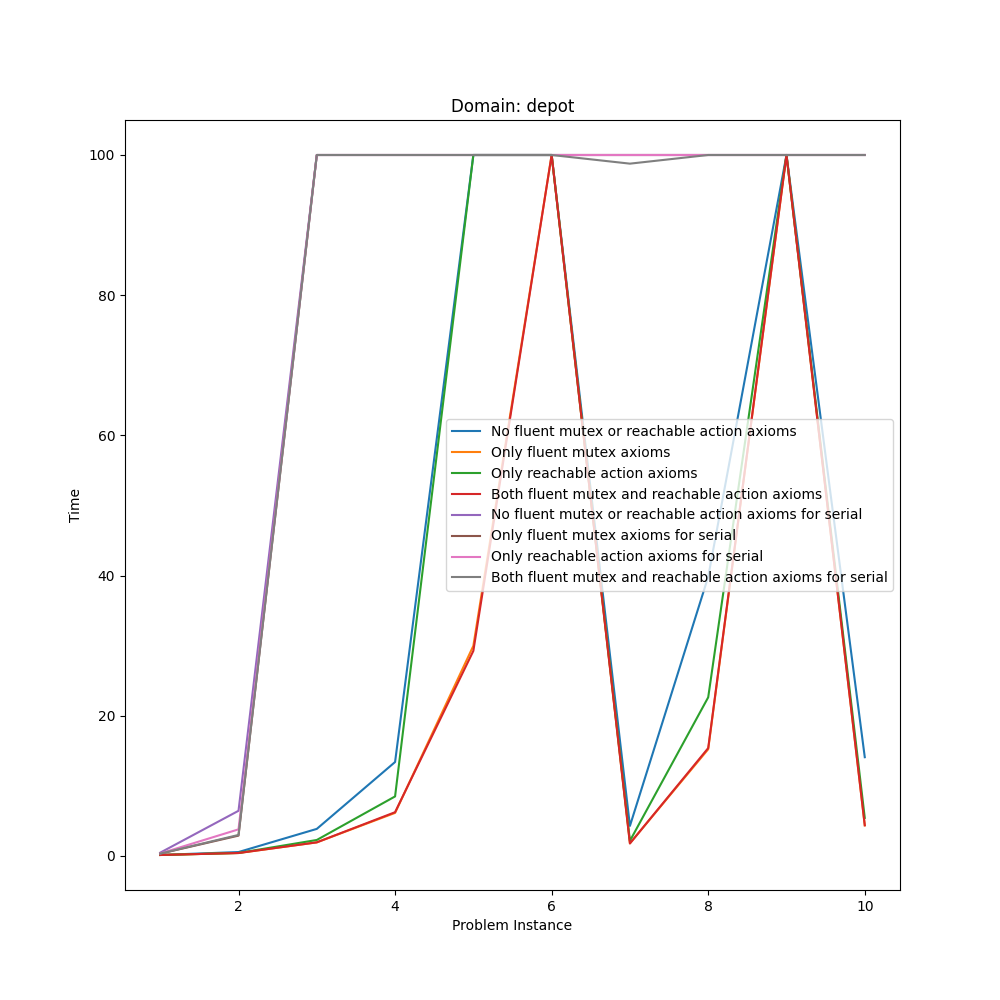 Domain: depot
100
80
60
40
20
0
Time
No fluent mutex or reachable action axioms
Only fluent mutex axioms
Only reachable action axioms
Both fluent mutex and reachable action axioms
No fluent mutex or reachable action axioms for serial
Only fluent mutex axioms for serial
Only reachable action axioms for serial
Both fluent mutex and reachable action axioms for serial
2 4 6 8 10
Problem Instance